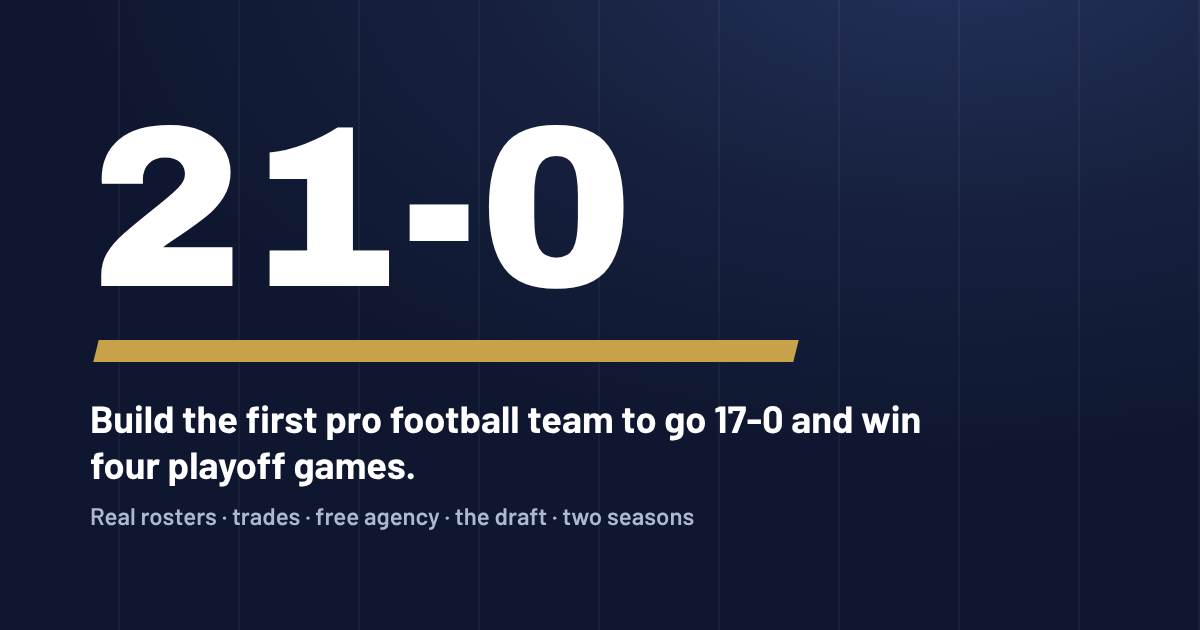 21-0
Build the first pro football team to go 17-0 and win
four playoff games.
Real rosters · trades · free agency · the draft · two seasons